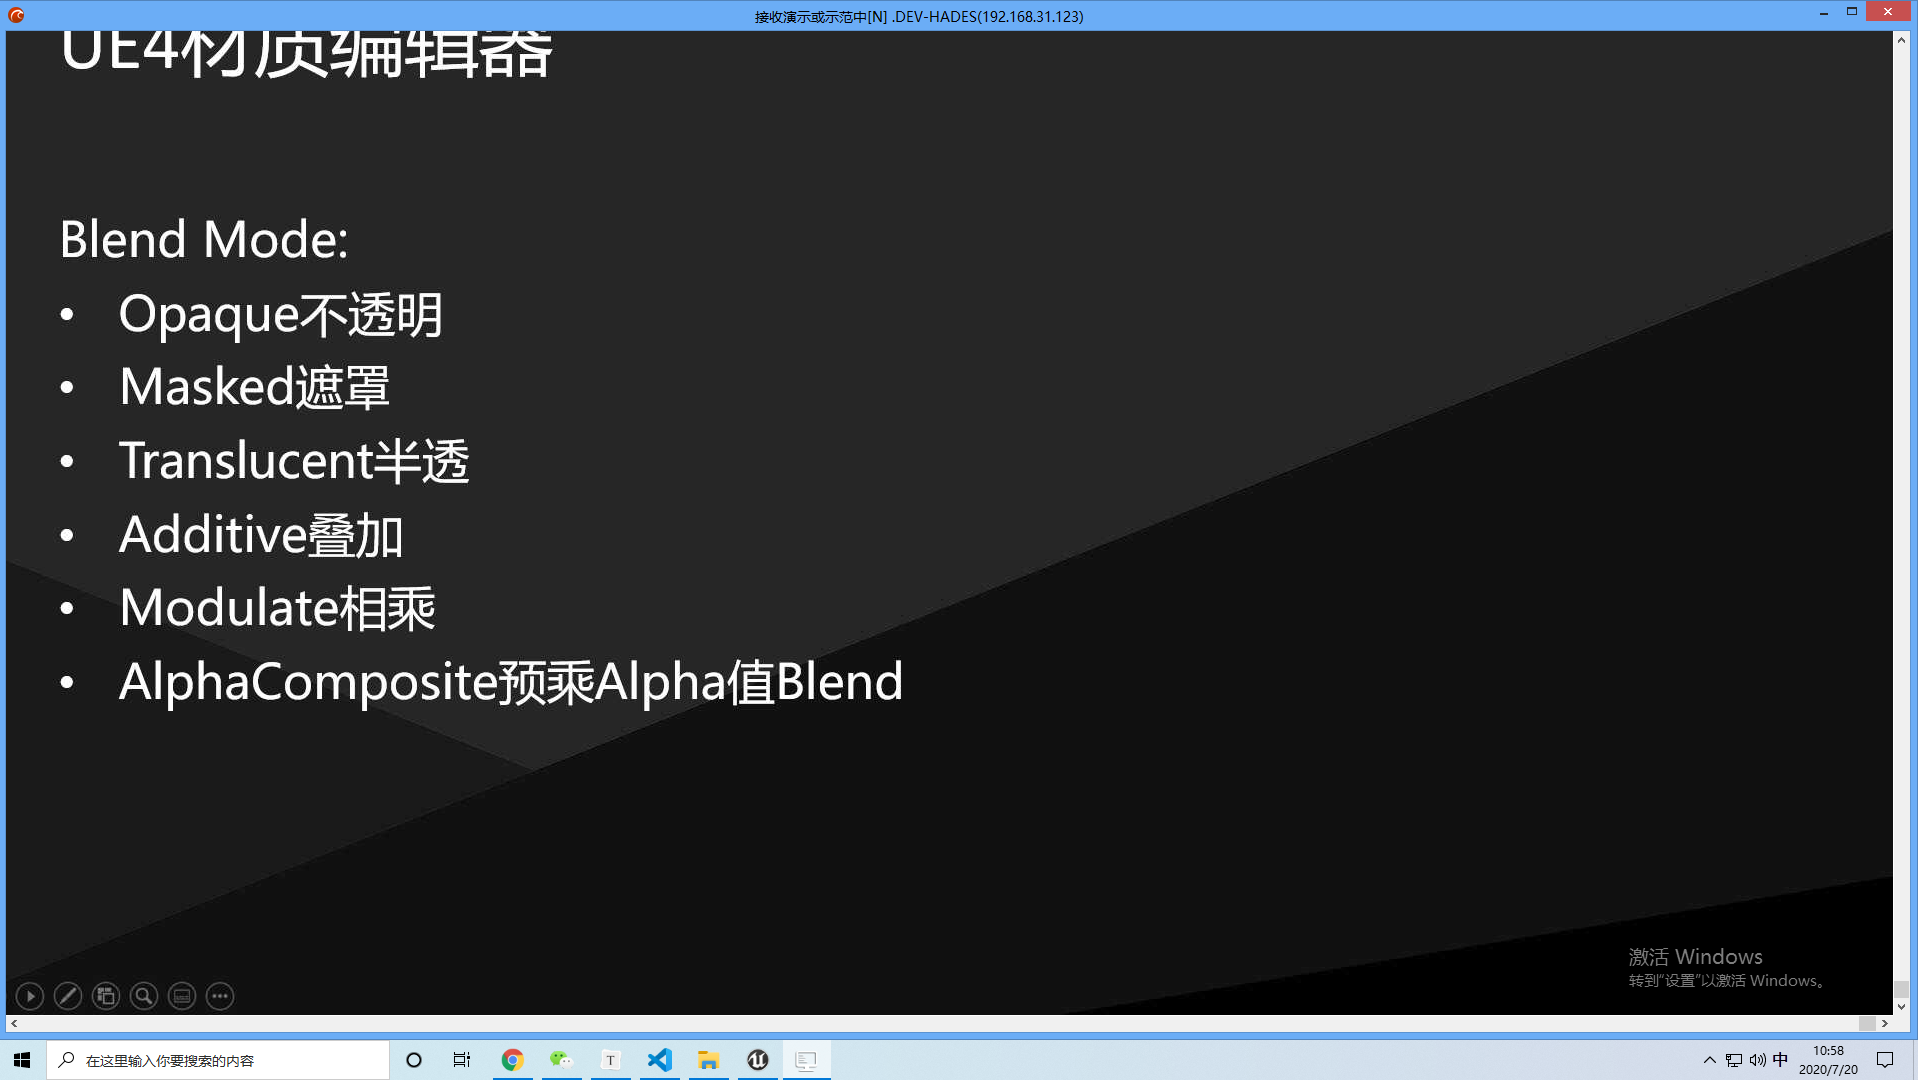 接收演示或示范中[N] .DEV-HADES(192.168.31.123)
UE4材质编辑器
Blend Mode:
• Opaque不透明
• Masked遮罩
• Translucent半透
• Additive叠加
• Modulate相乘
• AlphaComposite预乘Alpha值Blend
激活 Windows
转到“设置”以激活 Windows。
在这里输入你要搜索的内容
T
中
10:58
2020/7/20